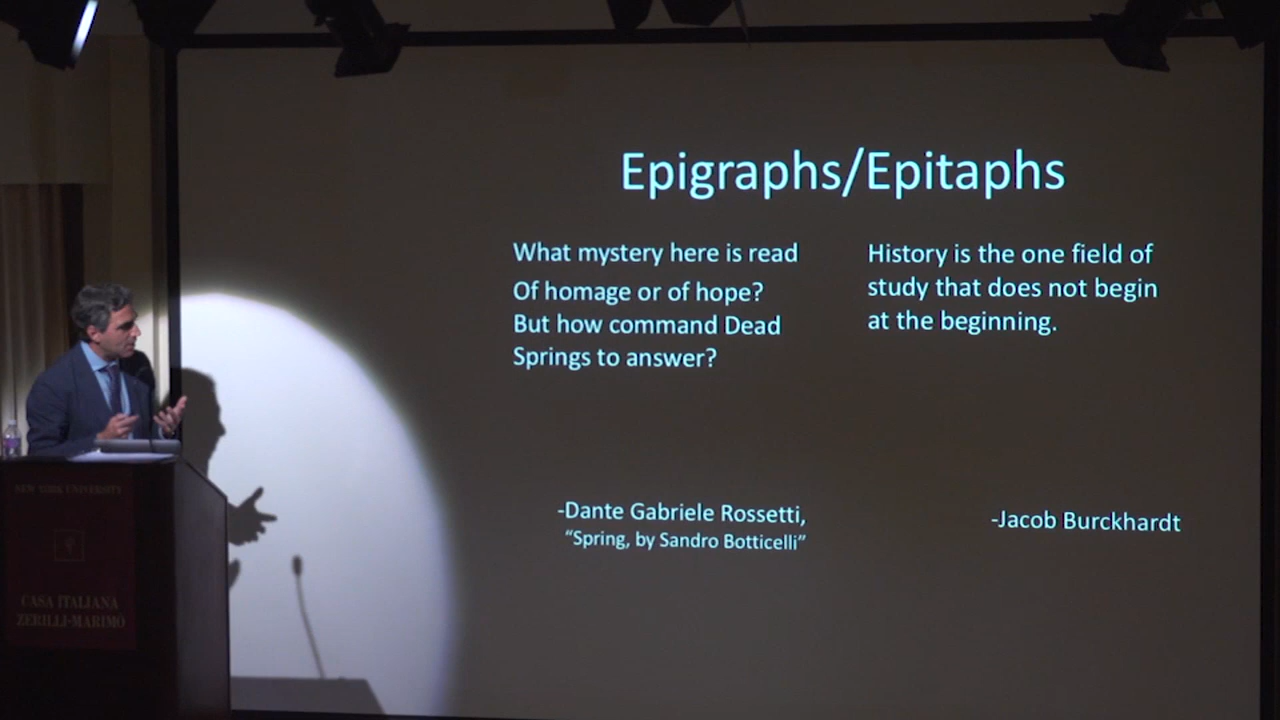 Epigraphs/Epitaphs
What mystery here is read
Of homage or of hope?
But how command Dead
Springs to answer?
-Dante Gabriele Rossetti,
“Spring, by Sandro Botticelli”
History is the one field of
study that does not begin
at the beginning.
-Jacob Burckhardt
NEW YORK UNIVERSITY
CASA ITALIANA
ZERILLI-MARIMÒ